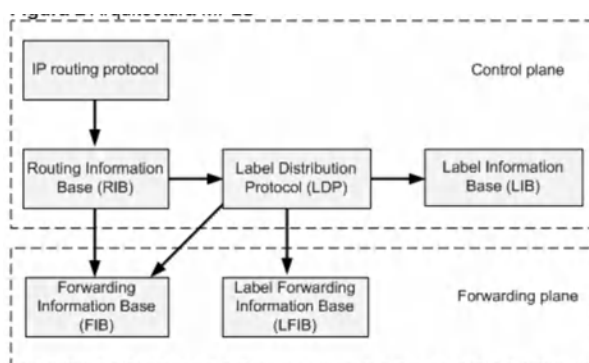 IP routing protocol
Control plane
Routing Information
Base (RIB)
Label Distribution
Protocol (LDP)
Label Information
Base (LIB)
Forwarding
Information Base
(FIB)
Label Forwarding
Information Base
(LFIB)
Forwarding plane